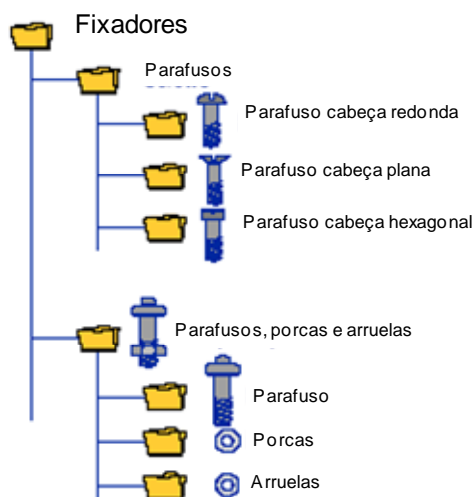 Fixadores
Parafusos
Parafuso cabeça redonda
Parafuso cabeça plana
Parafuso cabeça hexagonal
Parafusos, porcas e arruelas
Parafuso
Porcas
Arruelas